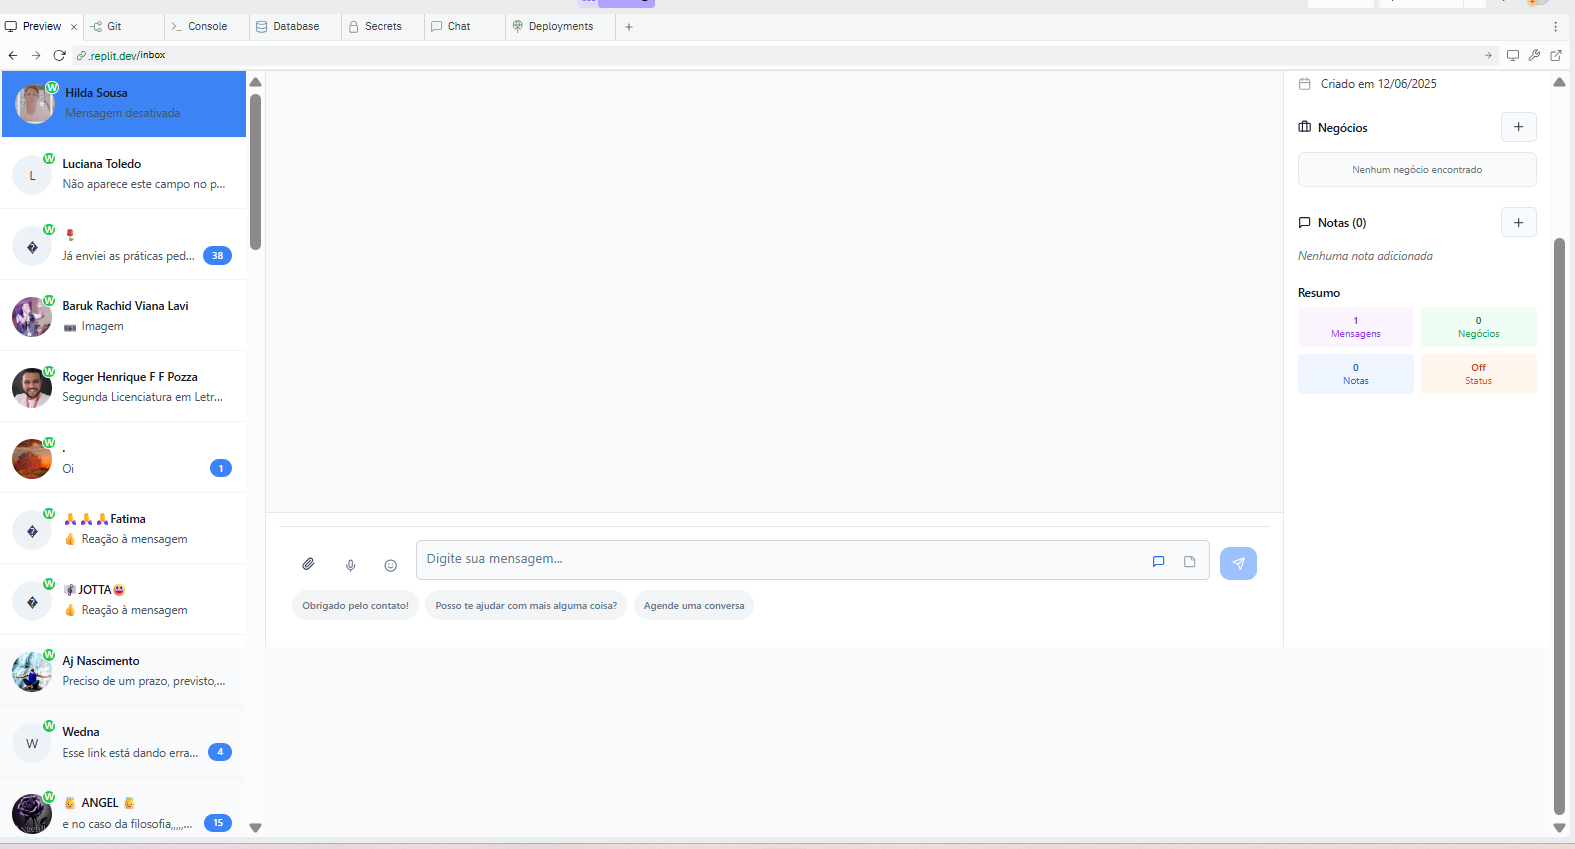 Preview
Git
Console
Database
Secrets
Chat
Deployments
.replit.dev/inbox
Hilda Sousa
Mensagem desativada
L
Luciana Toledo
Não aparece este campo no p...
�
🌹
Já enviei as práticas ped...
38
Baruk Rachid Viana Lavi
📷 Imagem
Roger Henrique F F Pozza
Segunda Licenciatura em Letr...
.
Oi
1
�
🙏🙏🙏Fatima
👍 Reação à mensagem
�
JOTTA😃
👍 Reação à mensagem
Aj Nascimento
Preciso de um prazo, previsto,...
W
Wedna
Esse link está dando erra...
4
👼 ANGEL 👼
e no caso da filosofia,,,,,...
15
Digite sua mensagem...
Obrigado pelo contato!
Posso te ajudar com mais alguma coisa?
Agende uma conversa
Criado em 12/06/2025
Negócios
Nenhum negócio encontrado
Notas (0)
Nenhuma nota adicionada
Resumo
1
Mensagens
0
Negócios
0
Notas
Off
Status